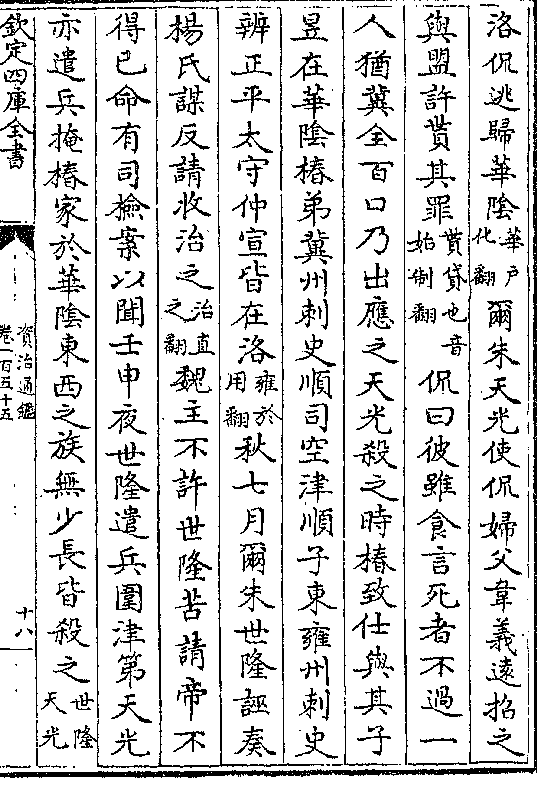 洛侃逃歸華陰華戶化翻爾朱天光使侃婦父韋義遠招之
與盟許貰其罪貰貸也音始制翻侃曰彼雖食言死者不過一
人猶冀全百口乃出應之天光殺之時椿致仕與其子
昱在華陰椿弟冀州刺史順司空津順子東雍州刺史
辨正平太守仲宣皆在洛雍於用翻秋七月爾朱世隆誣奏
楊氏謀反請收治之治直之翻魏主不許世隆苦請帝不
得已命有司檢案以聞壬申夜世隆遣兵圍津第天光
亦遣兵掩椿家於華陰東西之族無少長皆殺之世隆天光
欽定四庫全書
資治通鑑
卷一百五十五
十八